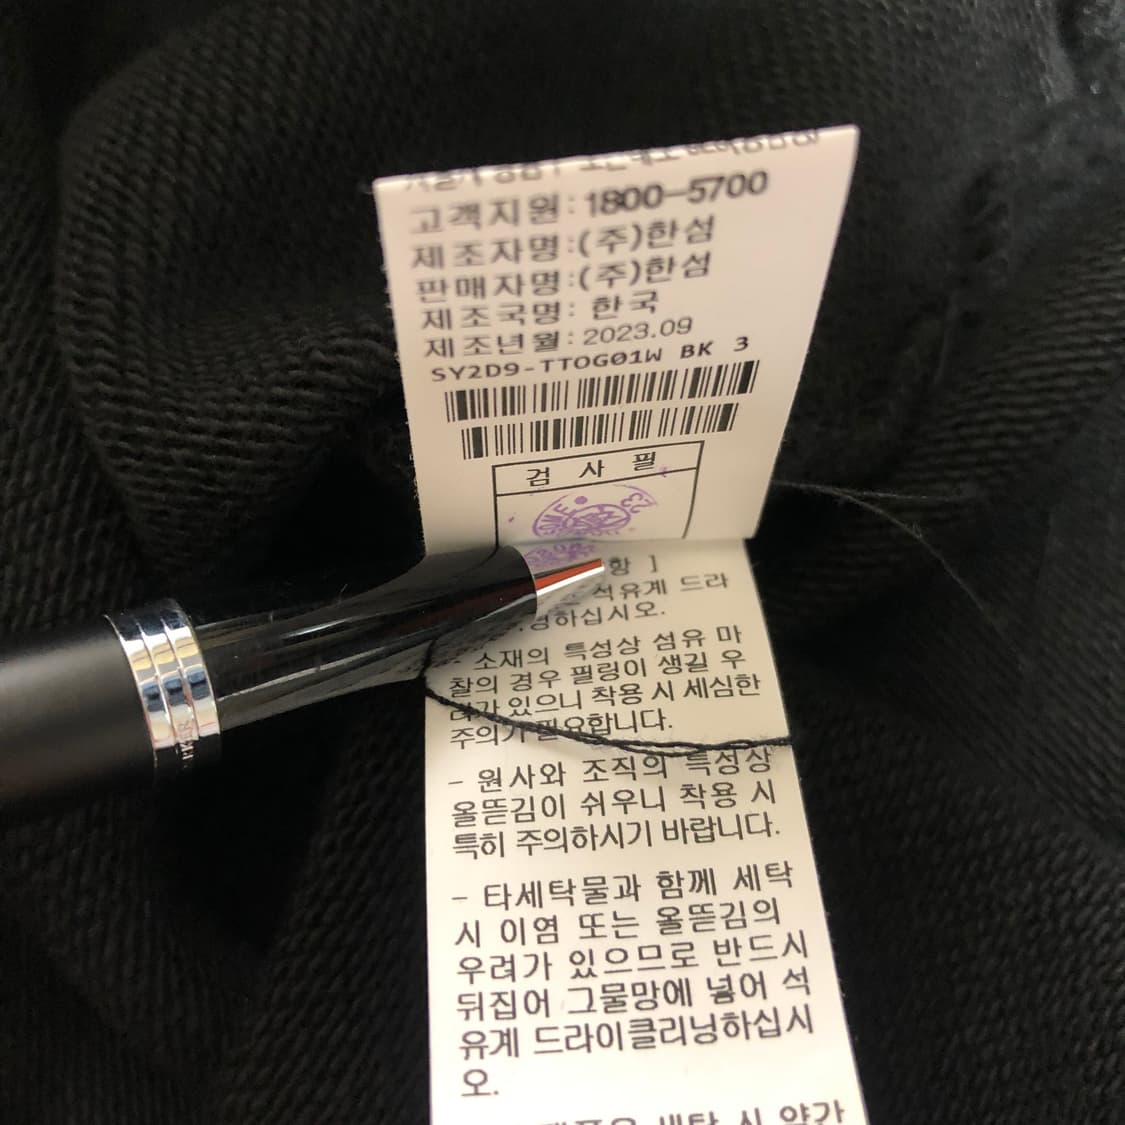 고객지원:1800-5700
제조자명:(주)한섬
판매자명:(주)한섬
제조국명: 한국
제조년월:2023.09
SY2D9-TTOG01W BK 3
검 사 필
항 ]
석유계 드라
하십시오.
- 소재의 특성상 섬유 마
찰의 경우 필링이 생길 우
려가 있으니 착용 시 세심한
주의가 필요합니다.
- 원사와 조직의 특성상
올뜯김이 쉬우니 착용 시
특히 주의하시기 바랍니다.
- 타세탁물과 함께 세탁
시 이염 또는 올뜯김의
우려가 있으므로 반드시
뒤집어 그물망에 넣어 석
유계 드라이클리닝하십시
오.
세탁 시 약간